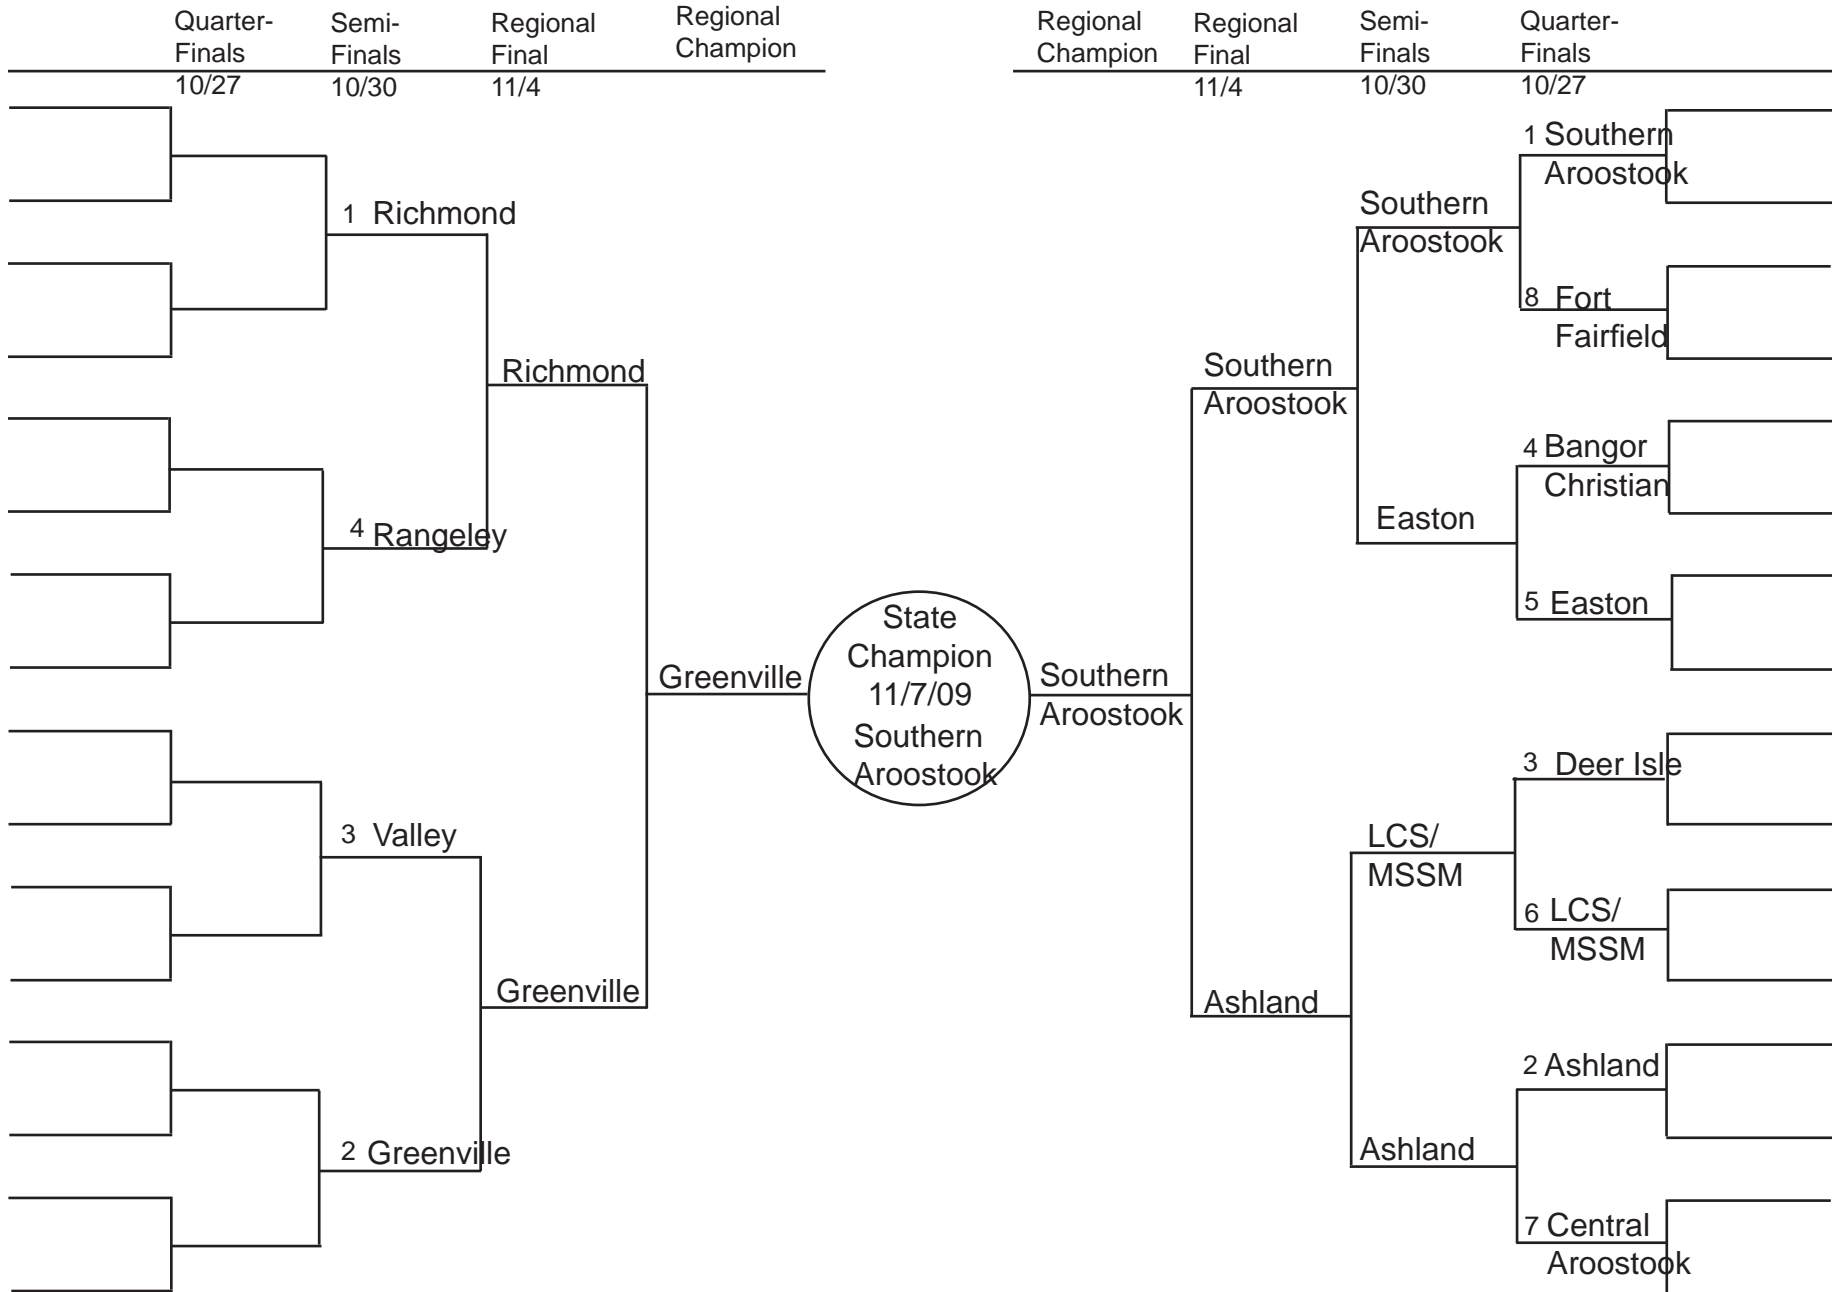 Quarter-
Finals
10/27
Semi-
Finals
10/30
Regional
Final
11/4
Regional
Champion
Regional
Champion
Regional
Final
11/4
Semi-
Finals
10/30
Quarter-
Finals
10/27
1 Richmond
4 Rangeley
3 Valley
2 Greenville
Richmond
Greenville
Greenville
State
Champion
11/7/09
Southern
Aroostook
Southern
Aroostook
Southern
Aroostook
Ashland
Southern
Aroostook
Easton
LCS/
MSSM
Ashland
1 Southern
Aroostook
8 Fort
Fairfield
4 Bangor
Christian
5 Easton
3 Deer Isle
6 LCS/
MSSM
2 Ashland
7 Central
Aroostook